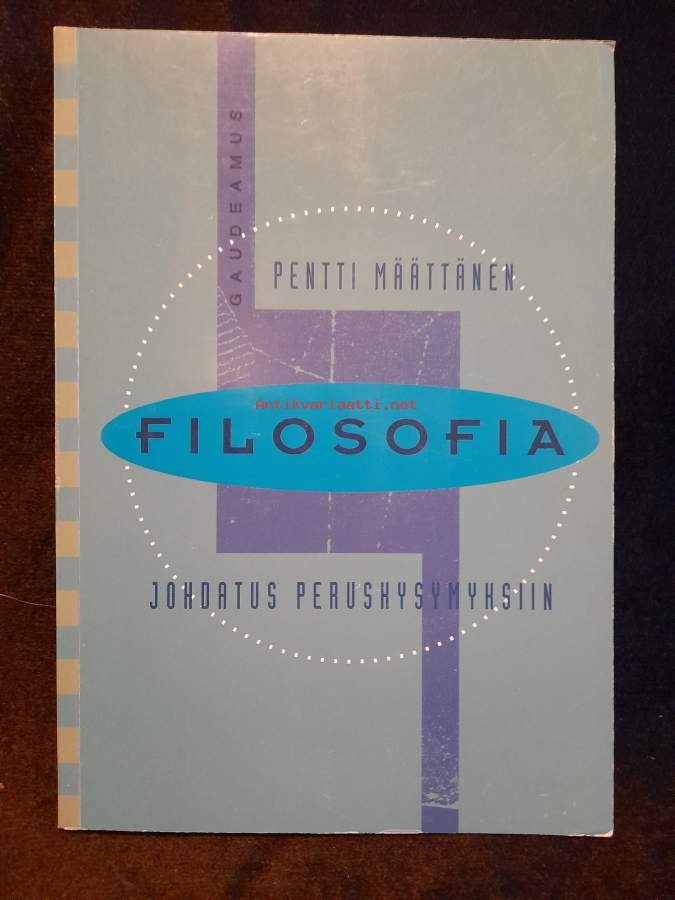 GAUDEAMUS
PENTTI MÄÄTTÄNEN
Antikvariaatti.net
FILOSOFIA
JOHDATUS PERUSKYSYMYKSIIN